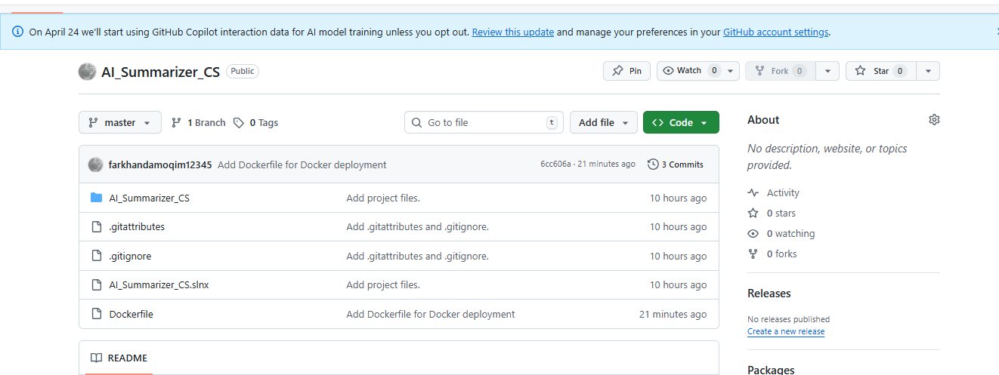 On April 24 we'll start using GitHub Copilot interaction data for AI model training unless you opt out. Review this update and manage your preferences in your GitHub account settings.
AI_Summarizer_CS Public
Pin Watch 0 Fork 0 Star 0
master 1 Branch 0 Tags Go to file t Add file Code
farkhandamoqim12345 Add Dockerfile for Docker deployment 6cc606a · 21 minutes ago 3 Commits
AI_Summarizer_CS Add project files. 10 hours ago
.gitattributes Add .gitattributes and .gitignore. 10 hours ago
.gitignore Add .gitattributes and .gitignore. 10 hours ago
AI_Summarizer_CS.slnx Add project files. 10 hours ago
Dockerfile Add Dockerfile for Docker deployment 21 minutes ago
README
About
No description, website, or topics
provided.
Activity
0 stars
0 watching
0 forks
Releases
No releases published
Create a new release
Packages